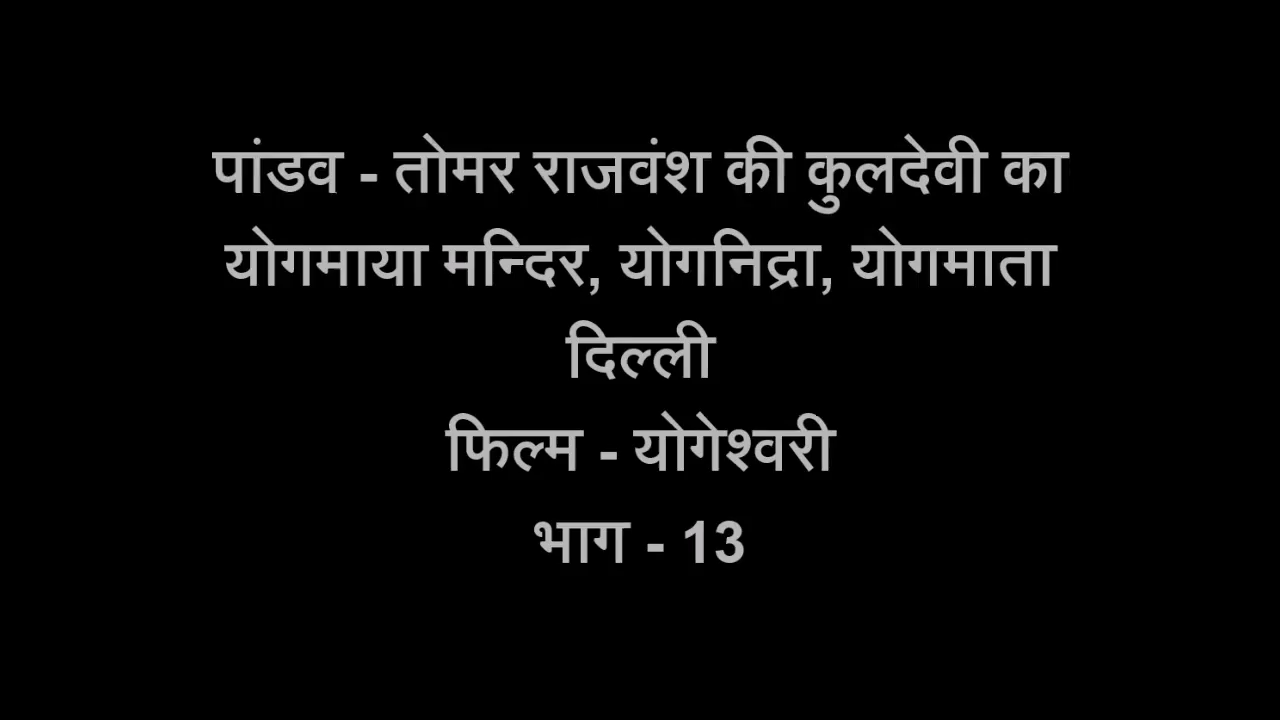 पांडव - तोमर राजवंश की कुलदेवी का
योगमाया मन्दिर, योगनिद्रा, योगमाता
दिल्ली
फिल्म - योगेश्वरी
भाग - 13